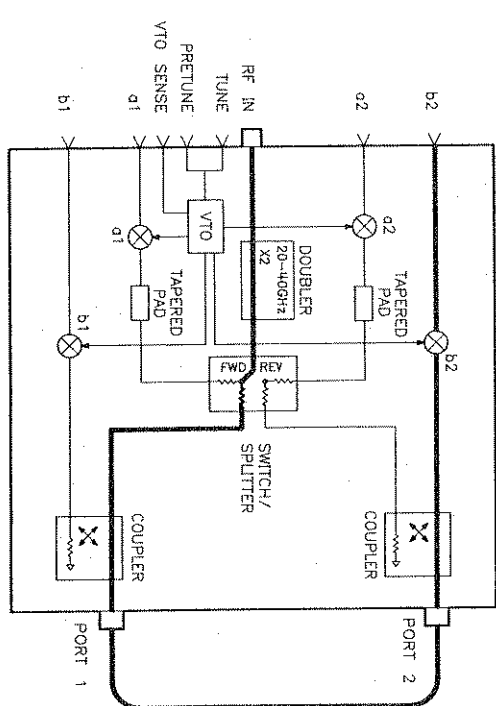 b2
a2
RF IN
TUNE
PRETUNE
VTO SENSE
a1
b1
a2
VTO
a1
DOUBLER
20-40GHz
X2
TAPERED
PAD
TAPERED
PAD
b2
b1
FWD
REV
SWITCH/
SPLITTER
COUPLER
COUPLER
PORT 2
PORT 1